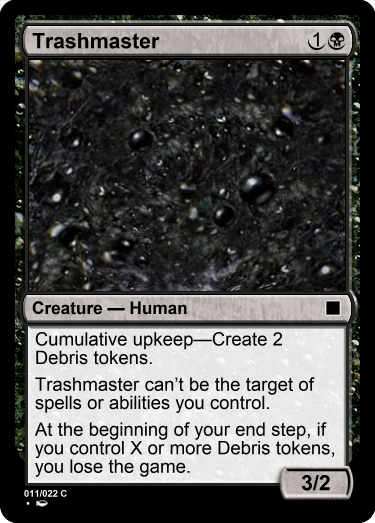 Trashmaster
1
Creature — Human
Cumulative upkeep—Create 2
Debris tokens.
Trashmaster can't be the target of
spells or abilities you control.
At the beginning of your end step, if
you control X or more Debris tokens,
you lose the game.
3/2
011/022 C